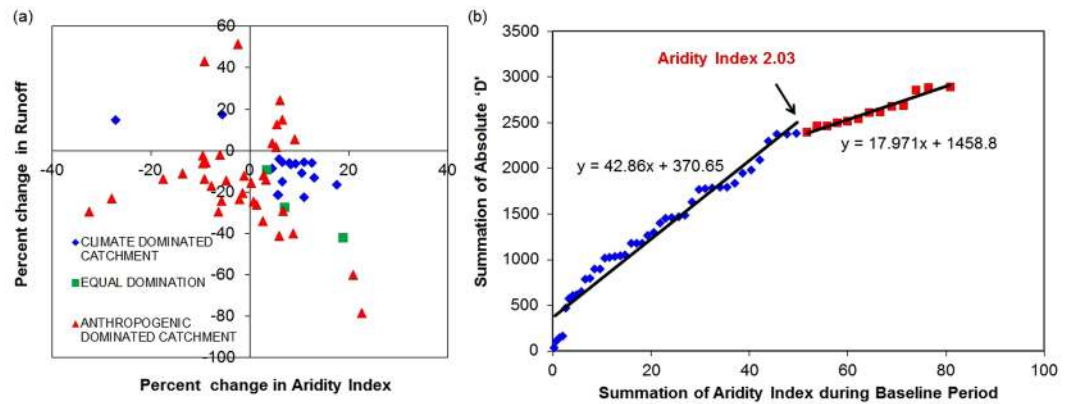 (a)
Percent change in Runoff
60
40
20
0
-20
-40
-60
-80
-100
-40
-20
0
20
40
CLIMATE DOMINATED
CATCHMENT
EQUAL DOMINATION
ANTHROPOGENIC
DOMINATED CATCHMENT
Percent change in Aridity Index
(b)
Summation of Absolute 'D'
3500
3000
2500
2000
1500
1000
500
0
Aridity Index 2.03
y = 42.86x + 370.65
y = 17.971x + 1458.8
0
20
40
60
80
100
Summation of Aridity Index during Baseline Period